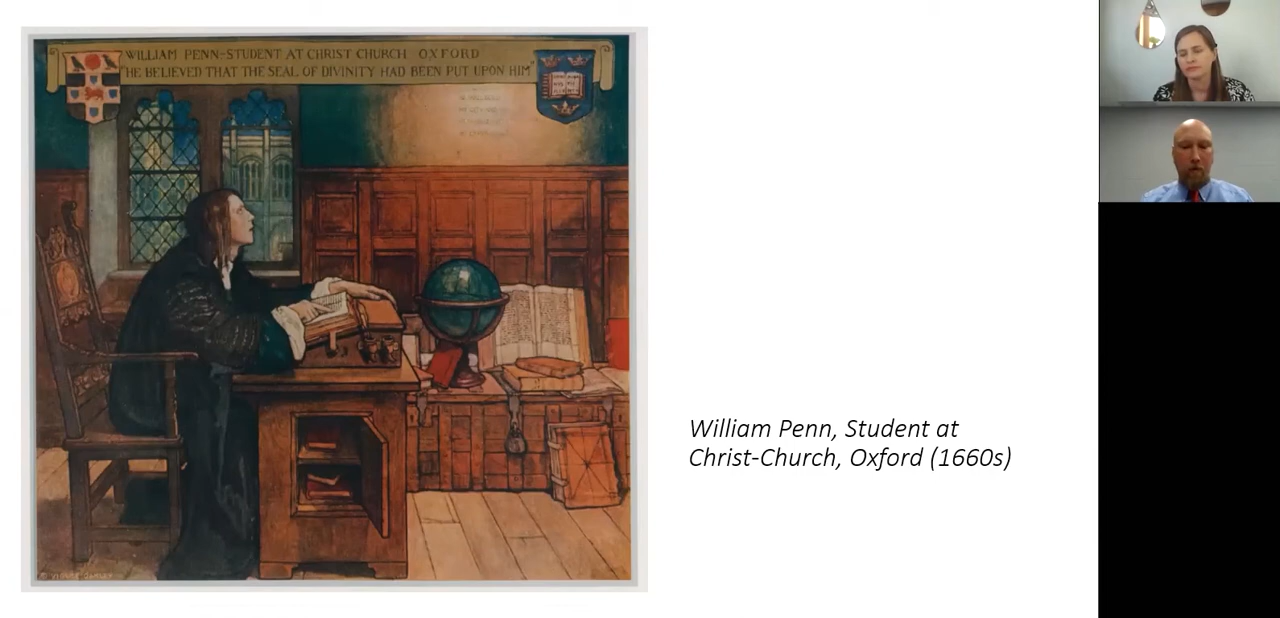 WILLIAM PENN-STUDENT AT CHRIST CHURCH OXFORD
"HE BELIEVED THAT THE SEAL OF DIVINITY HAD BEEN PUT UPON HIM"
William Penn, Student at
Christ-Church, Oxford (1660s)